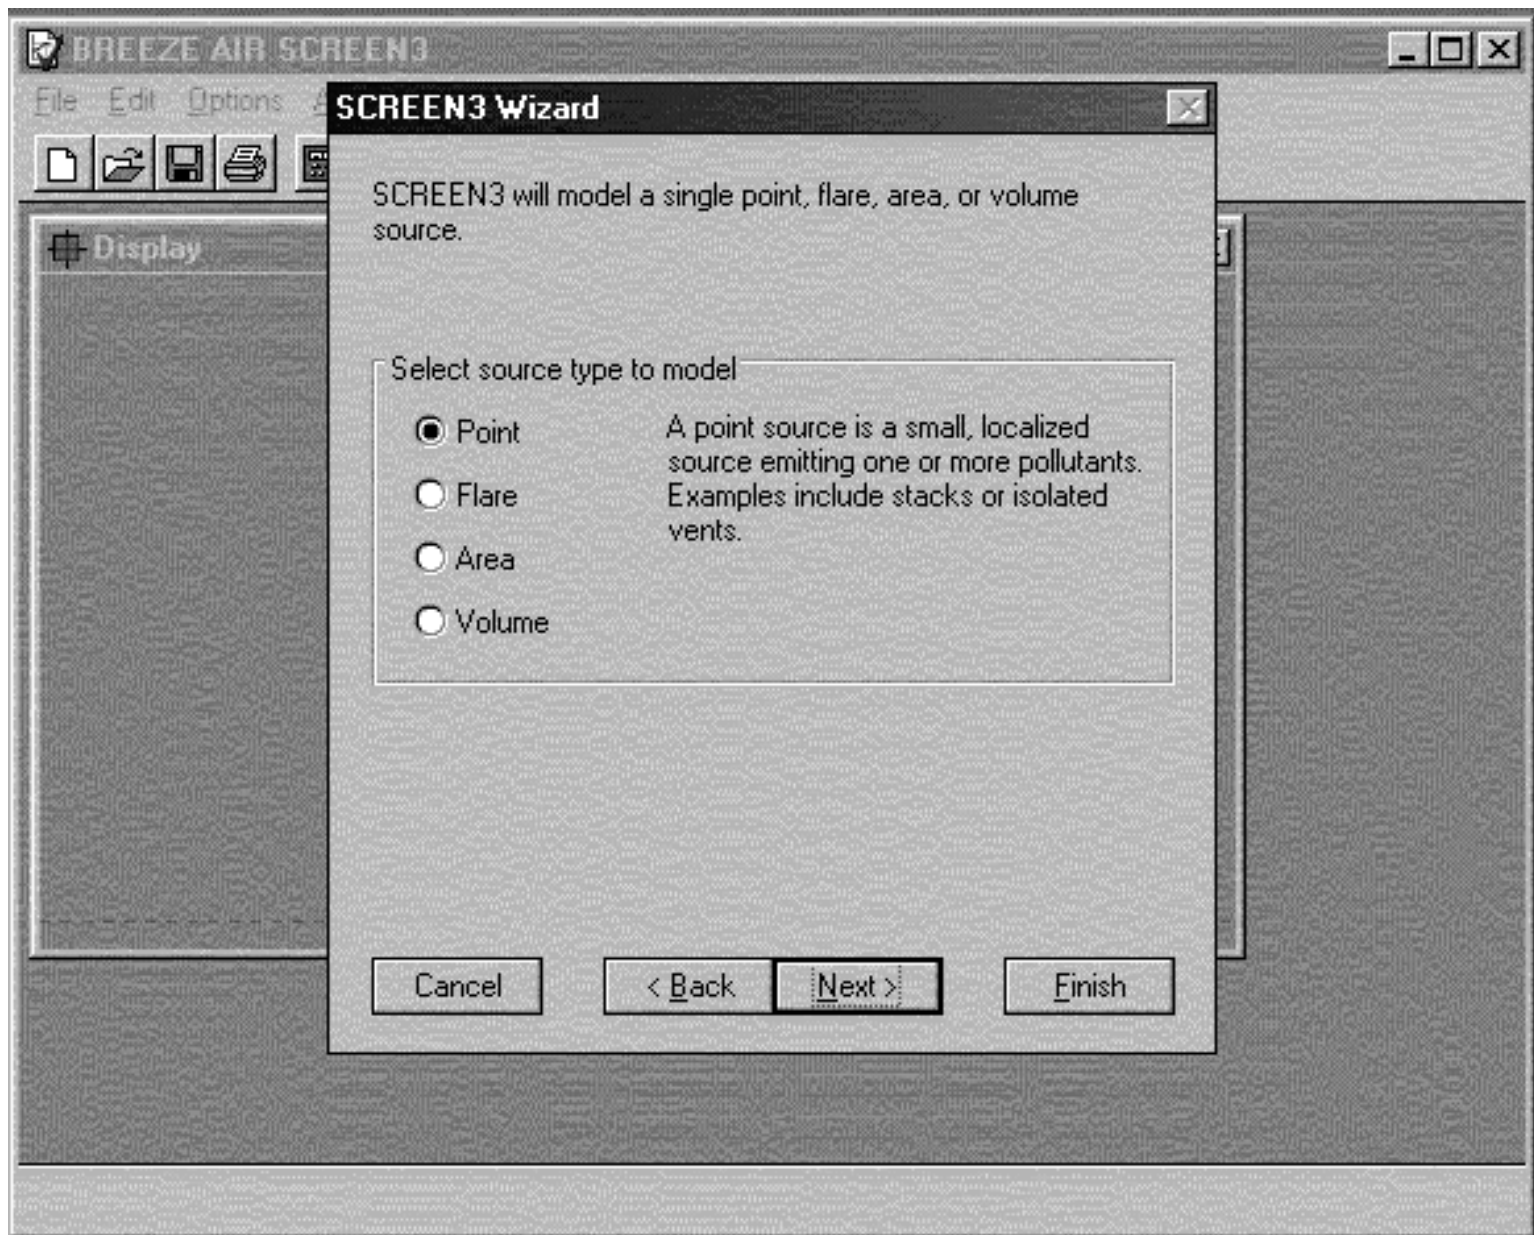 BREEZE AIR SCREEN3
File Edit Options
SCREEN3 Wizard
SCREEN3 will model a single point, flare, area, or volume
source.
Display
Select source type to model
Point
Flare
Area
Volume
A point source is a small, localized
source emitting one or more pollutants.
Examples include stacks or isolated
vents.
Cancel
< Back
Next >
Finish